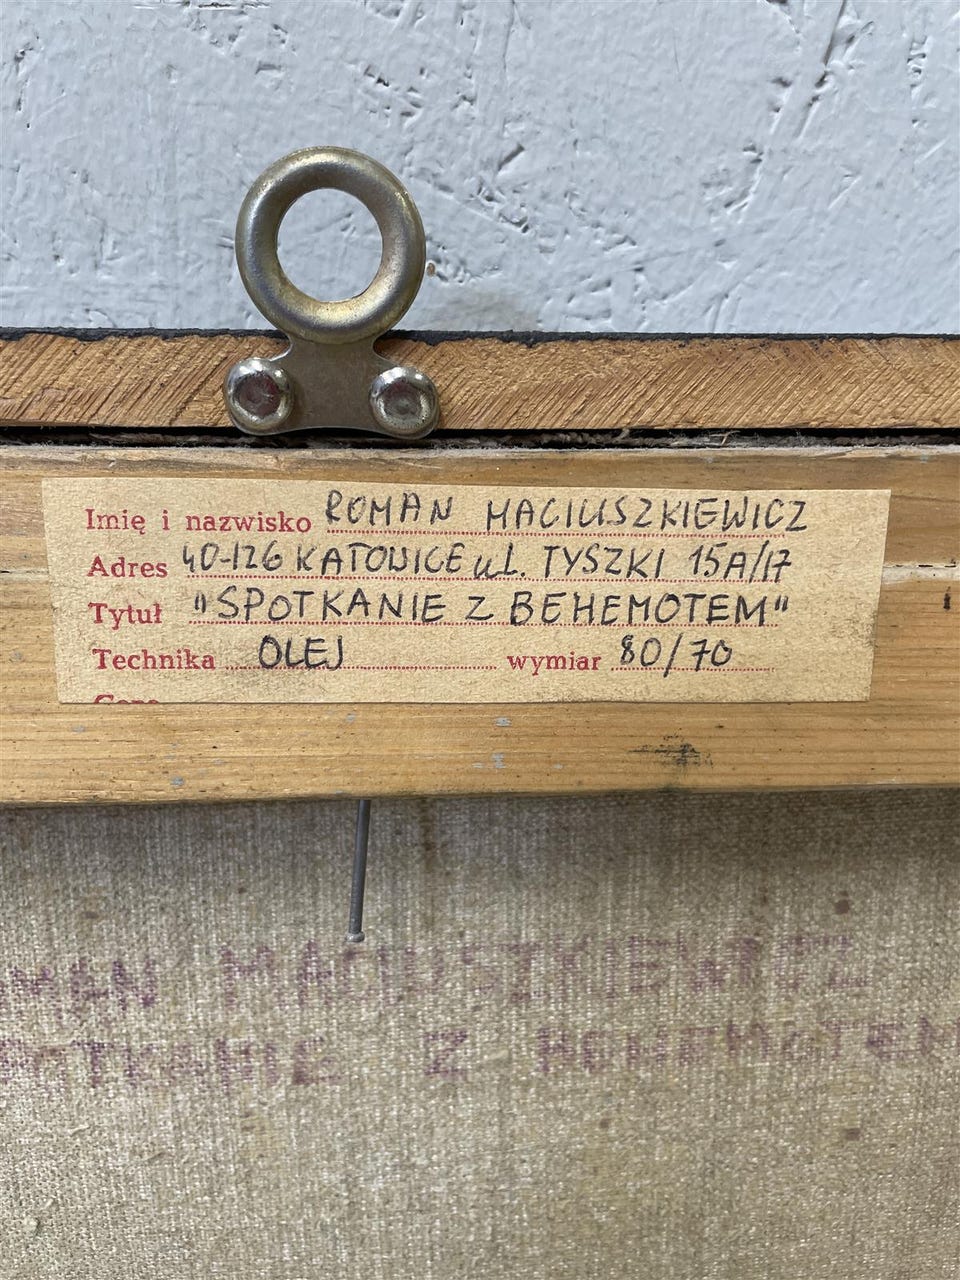 Imię i nazwisko ROMAN MACIUSZKIEWICZ
Adres 40-126 KATOWICE ul. TYSZKI 15A/17
Tytuł "SPOTKANIE Z BEHEMOTEM"
Technika OLEJ wymiar 80/70
MACIUSZKIEWICZ
Z